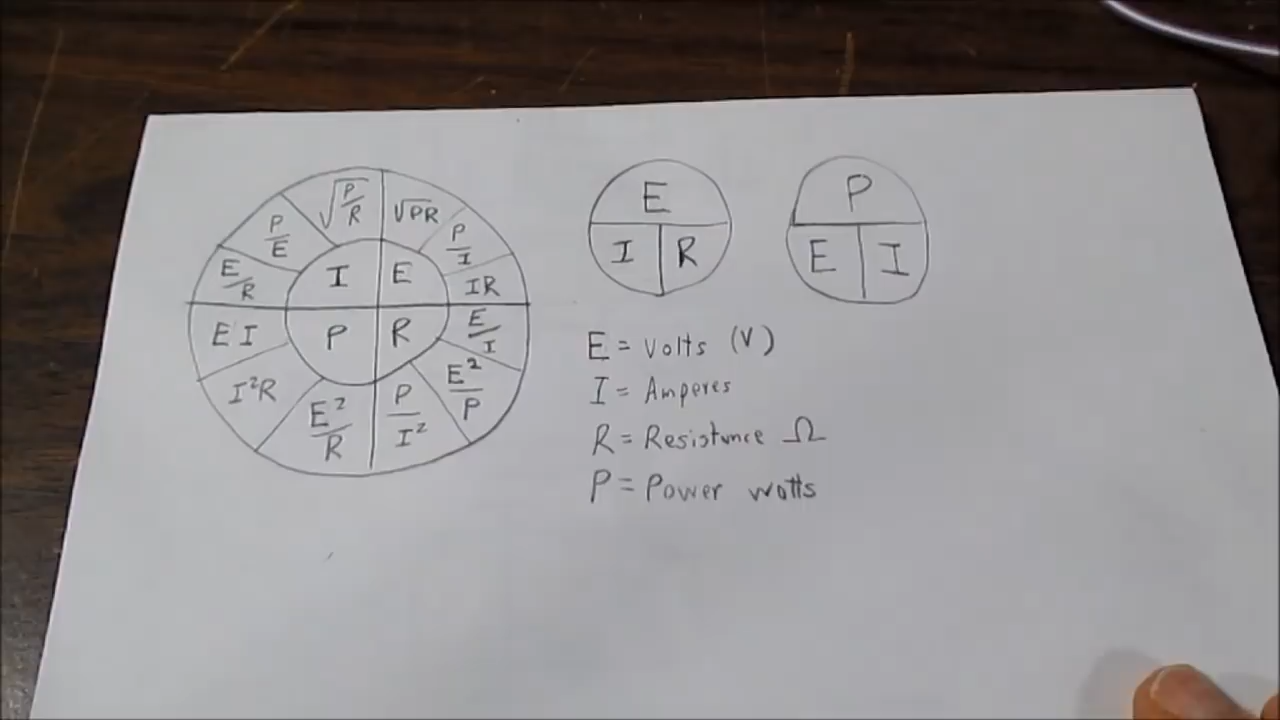 √P/R
√PR
P/E
P/I
E/R
IR
I
E
P
R
EI
E/I
I²R
E²/P
E²/R
P/I²
E
I R
P
E I
E = Volts (V)
I = Amperes
R = Resistance Ω
P = Power watts